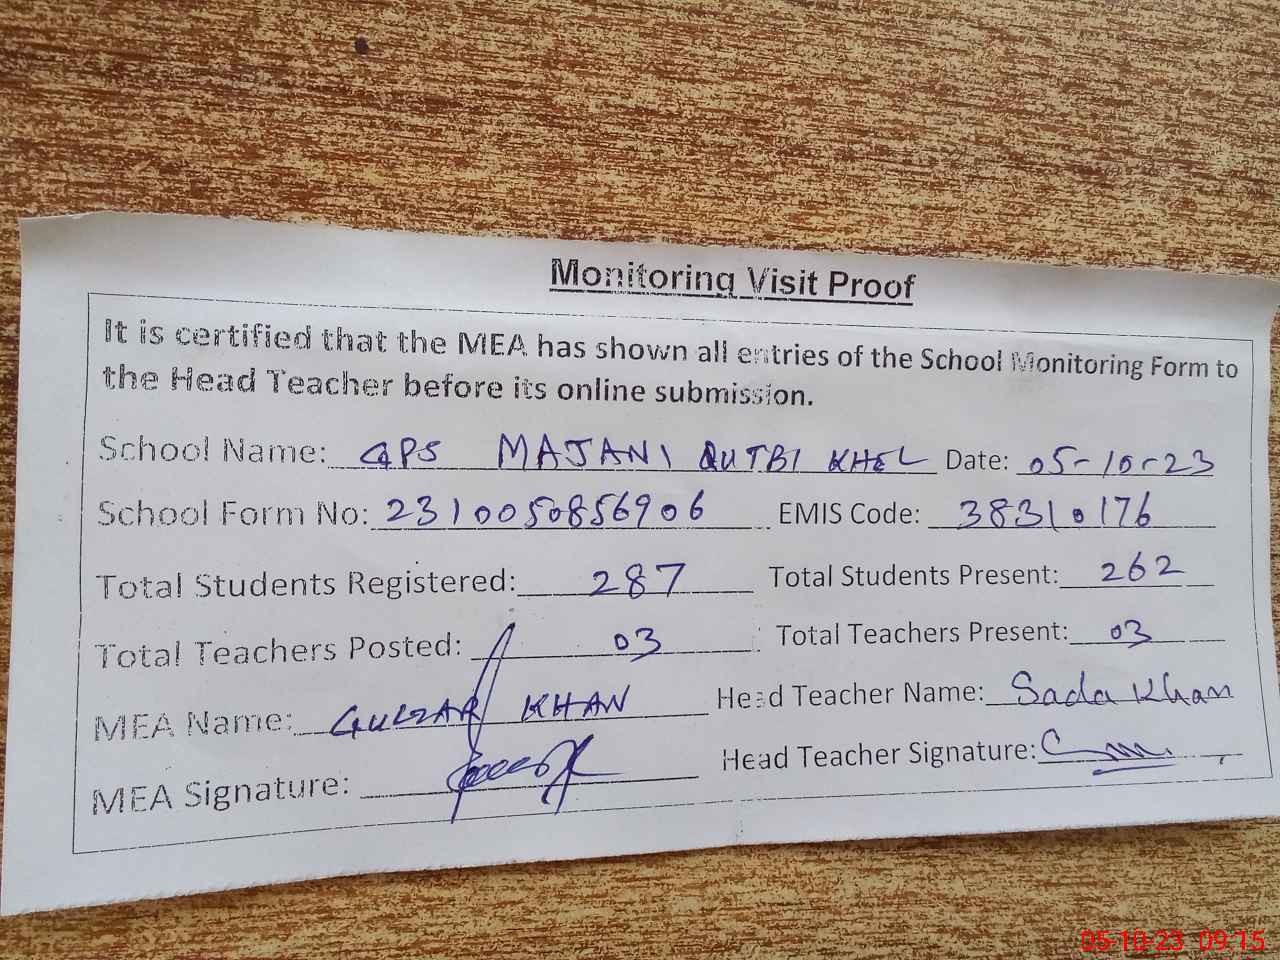 Monitoring Visit Proof
It is certified that the MEA has shown all entries of the School Monitoring Form to
the Head Teacher before its online submission.
School Name: GPS MAJANI QUTBI KHEL Date: 05-10-23
School Form No: 2310050856906 EMIS Code: 38310176
Total Students Registered: 287 Total Students Present: 262
Total Teachers Posted: 03 Total Teachers Present: 03
MEA Name: GULZAR KHAN Head Teacher Name: Sada Khan
MEA Signature: Head Teacher Signature:
05-10-23 09:15